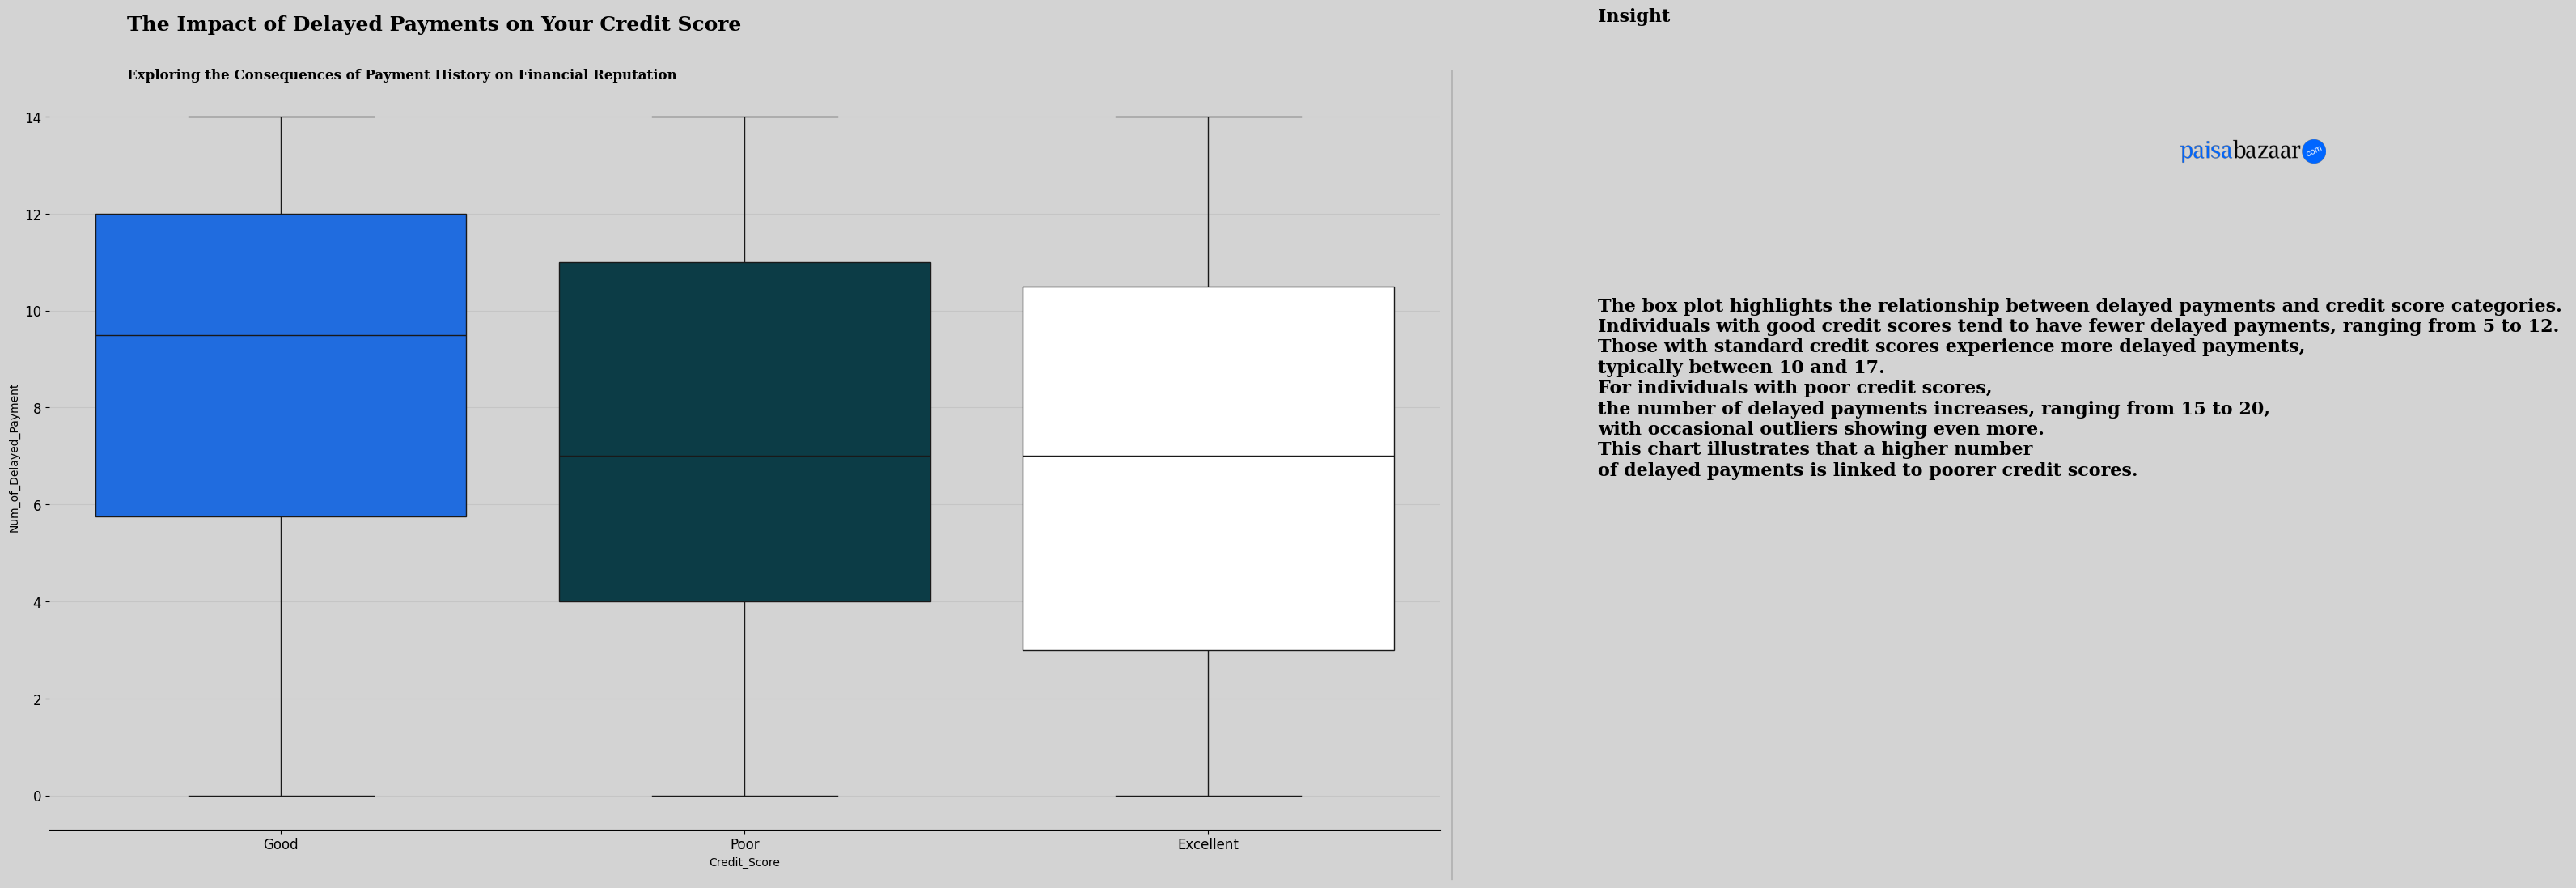 The Impact of Delayed Payments on Your Credit Score
Exploring the Consequences of Payment History on Financial Reputation
14
12
10
8
6
4
2
0
Num_of_Delayed_Payment
Good
Poor
Excellent
Credit_Score
Insight
paisabazaar com
The box plot highlights the relationship between delayed payments and credit score categories.
Individuals with good credit scores tend to have fewer delayed payments, ranging from 5 to 12.
Those with standard credit scores experience more delayed payments,
typically between 10 and 17.
For individuals with poor credit scores,
the number of delayed payments increases, ranging from 15 to 20,
with occasional outliers showing even more.
This chart illustrates that a higher number
of delayed payments is linked to poorer credit scores.